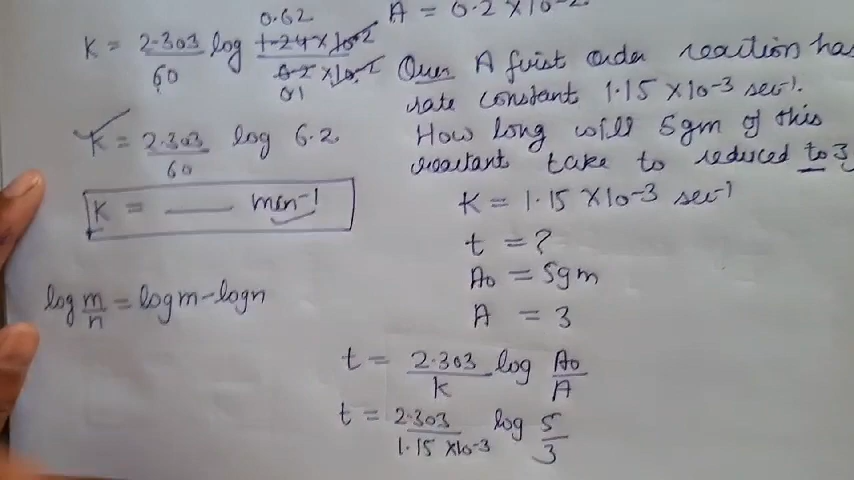 A = 0.2 × 10-2
0.62
K = 2.303/60 log 1.24 × 10-2/0.2 × 10-2
01
K = 2.303/60 log 6.2
K = ___ min-1
log m/n = log m - log n
Ques A first order reaction has
rate constant 1.15 × 10-3 sec-1.
How long will 5gm of this
reactant take to reduced to 3
K = 1.15 × 10-3 sec-1
t = ?
A0 = 5gm
A = 3
t = 2.303/K log A0/A
t = 2.303/1.15 × 10-3 log 5/3